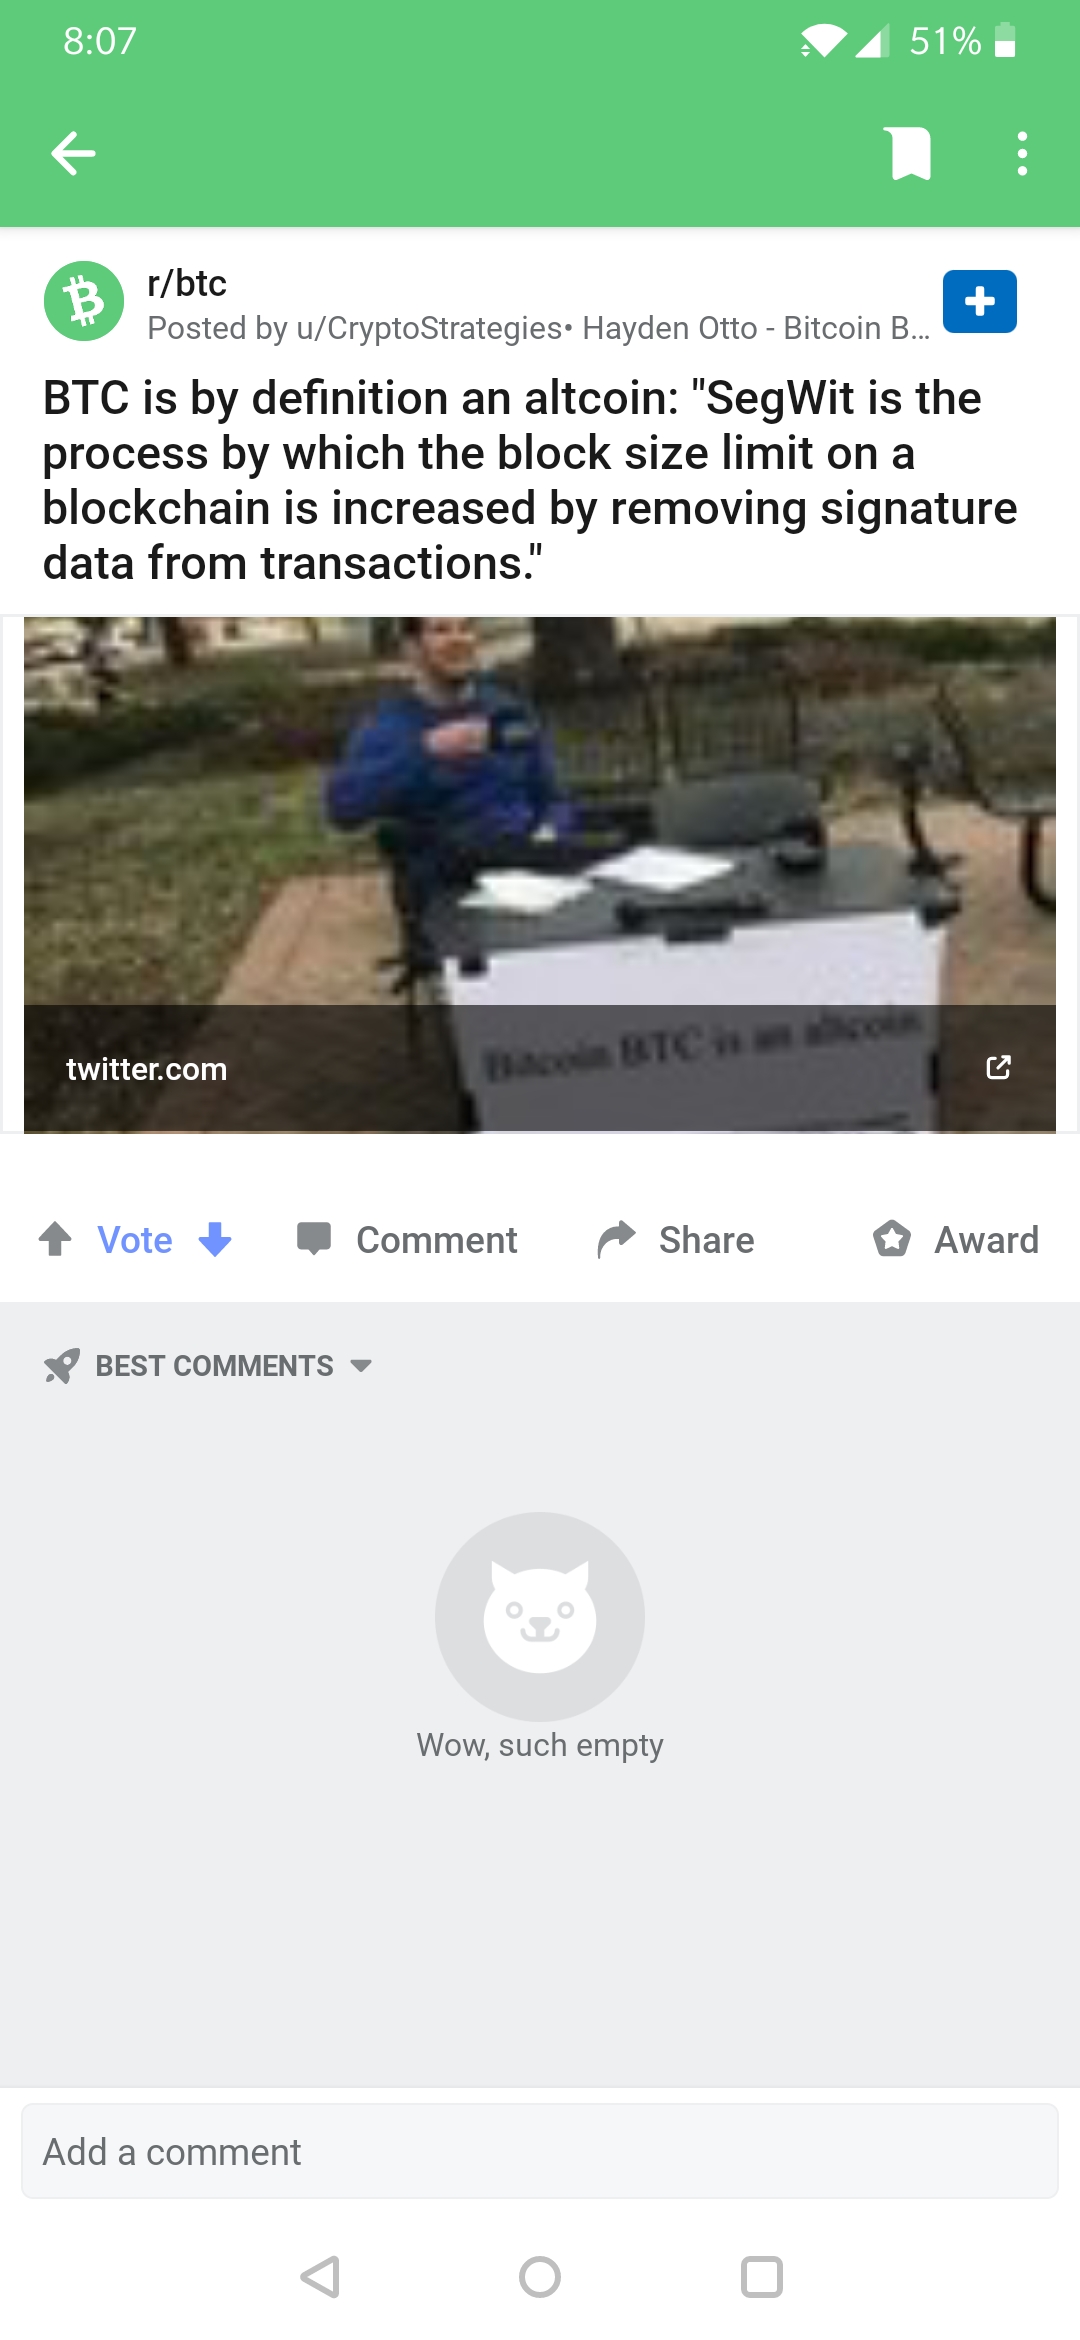 8:07
51%
r/btc
Posted by u/CryptoStrategies• Hayden Otto - Bitcoin B...
BTC is by definition an altcoin: "SegWit is the
process by which the block size limit on a
blockchain is increased by removing signature
data from transactions."
Bitcoin BTC is an altcoin
twitter.com
Vote
Comment
Share
Award
BEST COMMENTS
Wow, such empty
Add a comment